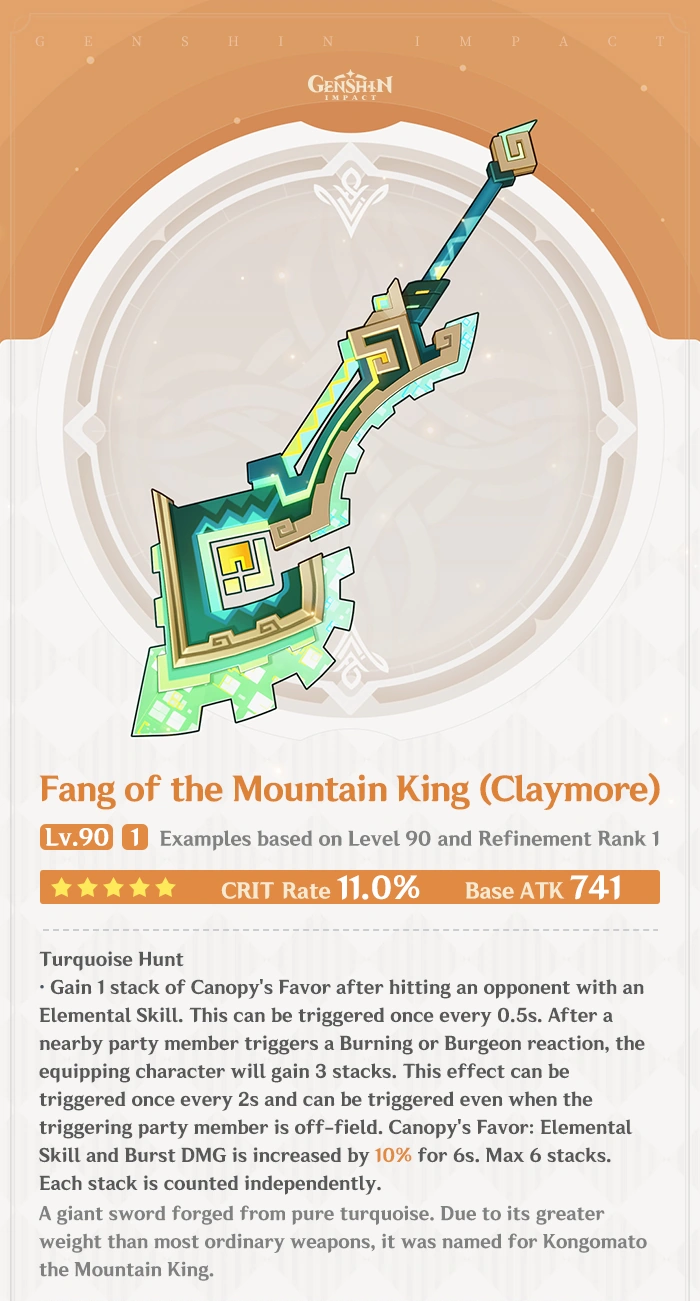 GENSHIN IMPACT
GENSHIN
IMPACT
Fang of the Mountain King (Claymore)
Lv.90 1 Examples based on Level 90 and Refinement Rank 1
CRIT Rate 11.0% Base ATK 741
Turquoise Hunt
· Gain 1 stack of Canopy's Favor after hitting an opponent with an
Elemental Skill. This can be triggered once every 0.5s. After a
nearby party member triggers a Burning or Burgeon reaction, the
equipping character will gain 3 stacks. This effect can be
triggered once every 2s and can be triggered even when the
triggering party member is off-field. Canopy's Favor: Elemental
Skill and Burst DMG is increased by 10% for 6s. Max 6 stacks.
Each stack is counted independently.
A giant sword forged from pure turquoise. Due to its greater
weight than most ordinary weapons, it was named for Kongomato
the Mountain King.